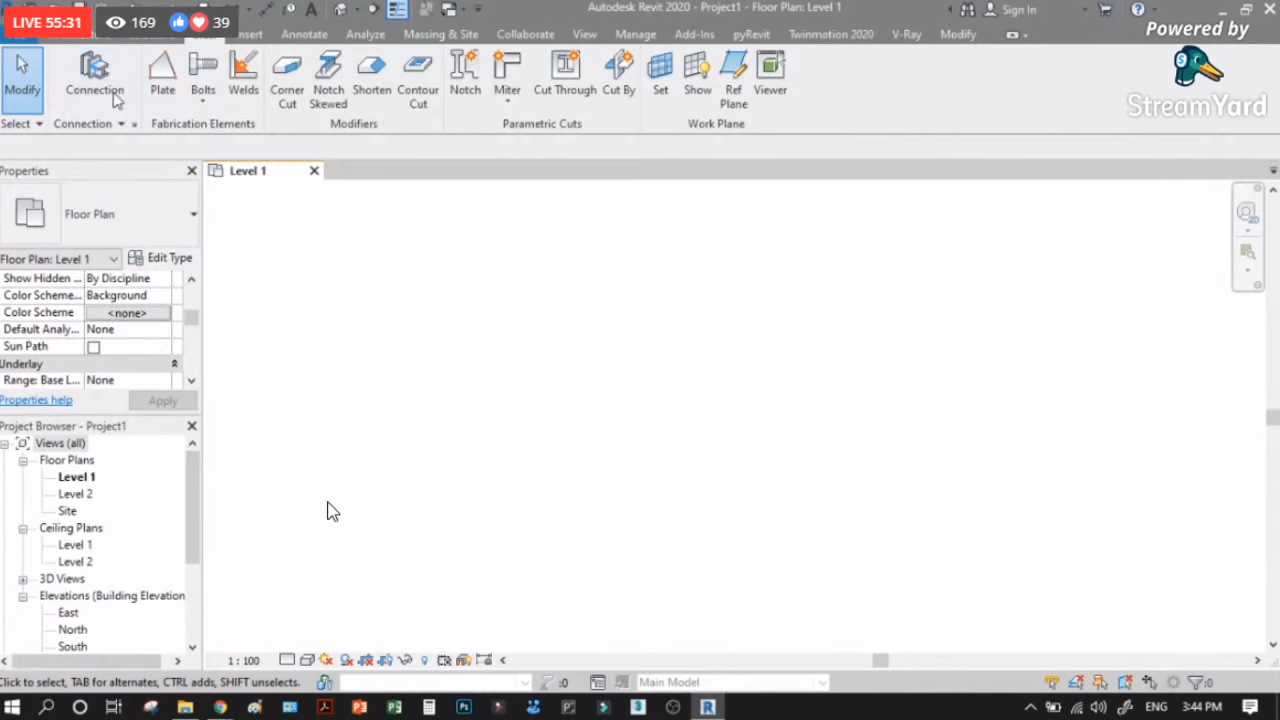 LIVE 55:31 169 39
Autodesk Revit 2020 - Project1 - Floor Plan: Level 1
Sign In
Powered by
StreamYard
Annotate Analyze Massing & Site Collaborate View Manage Add-Ins pyRevit Twinmotion 2020 V-Ray Modify
Modify
Connection
Plate
Bolts
Welds
Corner Cut
Notch Skewed
Shorten
Contour Cut
Notch
Miter
Cut Through
Cut By
Set
Show
Ref Plane
Viewer
Select Connection Fabrication Elements Modifiers Parametric Cuts Work Plane
Properties
Level 1
Floor Plan
Floor Plan: Level 1 Edit Type
Show Hidden ... By Discipline
Color Scheme... Background
Color Scheme <none>
Default Analy... None
Sun Path
Underlay
Range: Base L... None
Properties help Apply
Project Browser - Project1
Views (all)
Floor Plans
Level 1
Level 2
Site
Ceiling Plans
Level 1
Level 2
3D Views
Elevations (Building Elevation
East
North
South
1 : 100
Click to select, TAB for alternates, CTRL adds, SHIFT unselects. :0 Main Model :0
3:44 PM